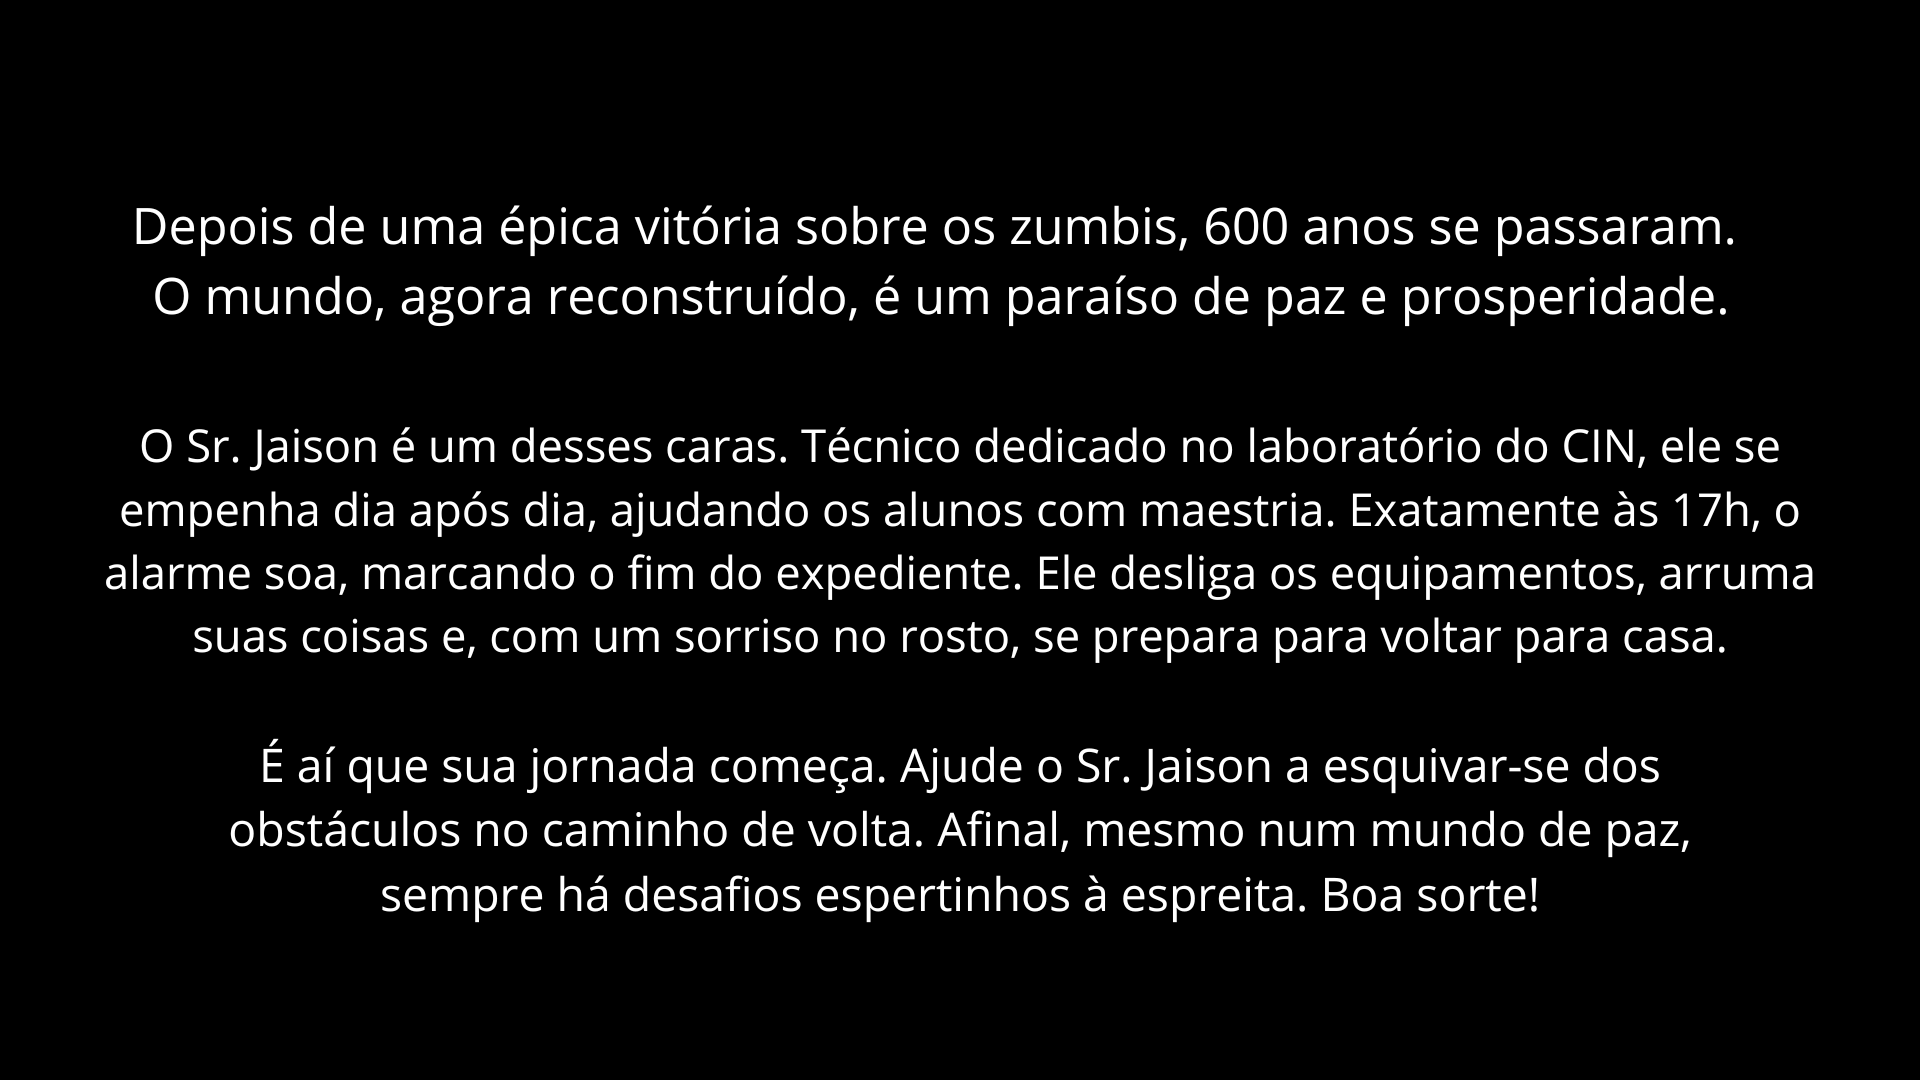 Depois de uma épica vitória sobre os zumbis, 600 anos se passaram.
O mundo, agora reconstruído, é um paraíso de paz e prosperidade.
O Sr. Jaison é um desses caras. Técnico dedicado no laboratório do CIN, ele se
empenha dia após dia, ajudando os alunos com maestria. Exatamente às 17h, o
alarme soa, marcando o fim do expediente. Ele desliga os equipamentos, arruma
suas coisas e, com um sorriso no rosto, se prepara para voltar para casa.
É aí que sua jornada começa. Ajude o Sr. Jaison a esquivar-se dos
obstáculos no caminho de volta. Afinal, mesmo num mundo de paz,
sempre há desafios espertinhos à espreita. Boa sorte!